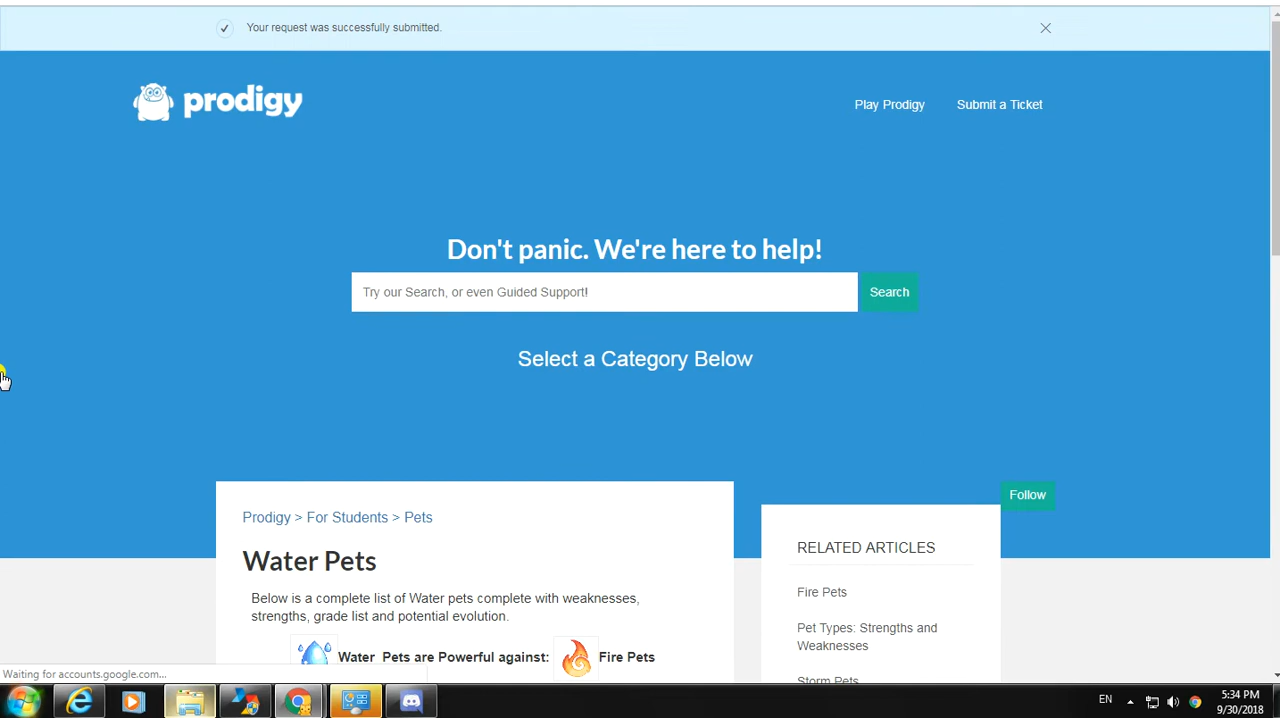 Your request was successfully submitted.
prodigy
Play Prodigy
Submit a Ticket
Don't panic. We're here to help!
Try our Search, or even Guided Support!
Search
Select a Category Below
Follow
Prodigy > For Students > Pets
Water Pets
Below is a complete list of Water pets complete with weaknesses,
strengths, grade list and potential evolution.
Water Pets are Powerful against: Fire Pets
RELATED ARTICLES
Fire Pets
Pet Types: Strengths and
Weaknesses
Storm Pets
Waiting for accounts.google.com...
EN
5:34 PM
9/30/2018